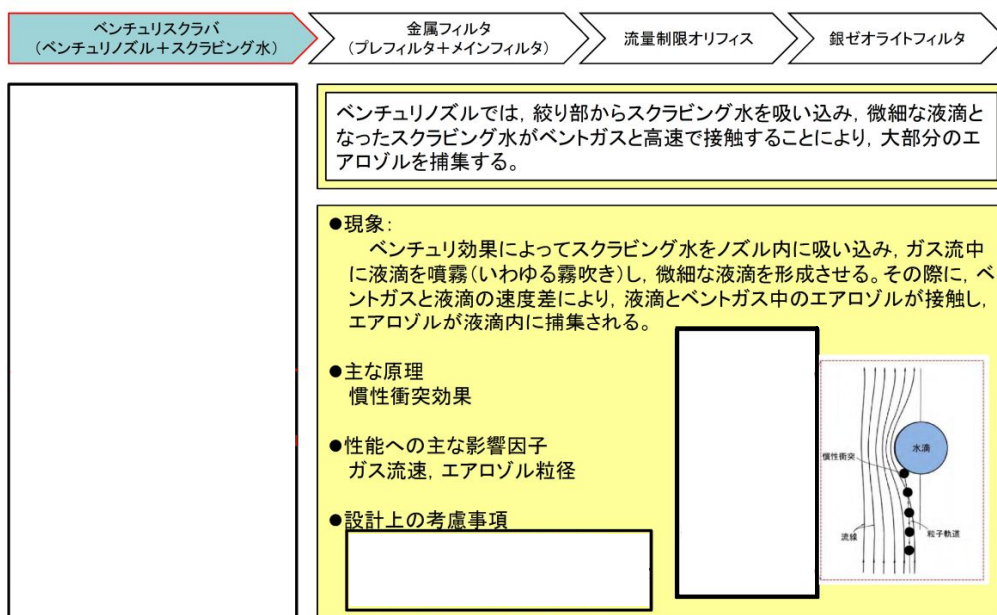 ベンチュリスクラバ
(ベンチュリノズル+スクラビング水)
金属フィルタ
(プレフィルタ+メインフィルタ)
流量制限オリフィス
銀ゼオライトフィルタ
ベンチュリノズルでは，絞り部からスクラビング水を吸い込み，微細な液滴と
なったスクラビング水がベントガスと高速で接触することにより，大部分のエ
アロゾルを捕集する。
●現象：
ベンチュリ効果によってスクラビング水をノズル内に吸い込み，ガス流中
に液滴を噴霧(いわゆる霧吹き)し，微細な液滴を形成させる。その際に，ベ
ントガスと液滴の速度差により，液滴とベントガス中のエアロゾルが接触し，
エアロゾルが液滴内に捕集される。
●主な原理
慣性衝突効果
●性能への主な影響因子
ガス流速，エアロゾル粒径
●設計上の考慮事項
水滴
慣性衝突
流線
粒子軌道